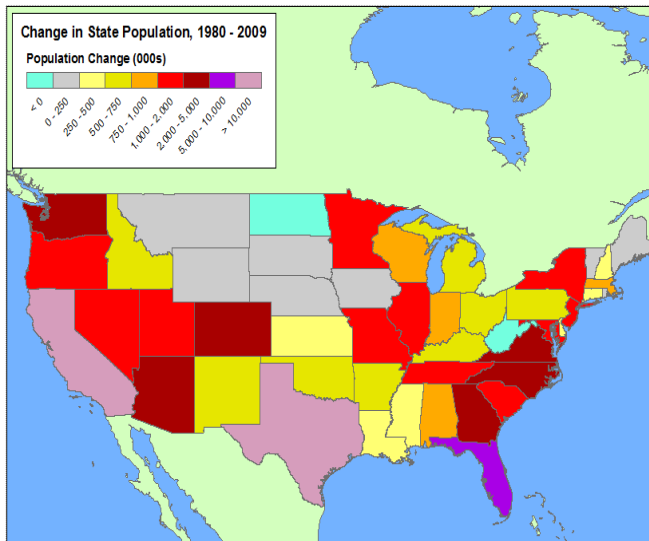 Change in State Population, 1980 - 2009
Population Change (000s)
< 0
0 - 250
250 - 500
500 - 750
750 - 1.000
1.000 - 2.000
2.000 - 5.000
5.000 - 10.000
> 10.000